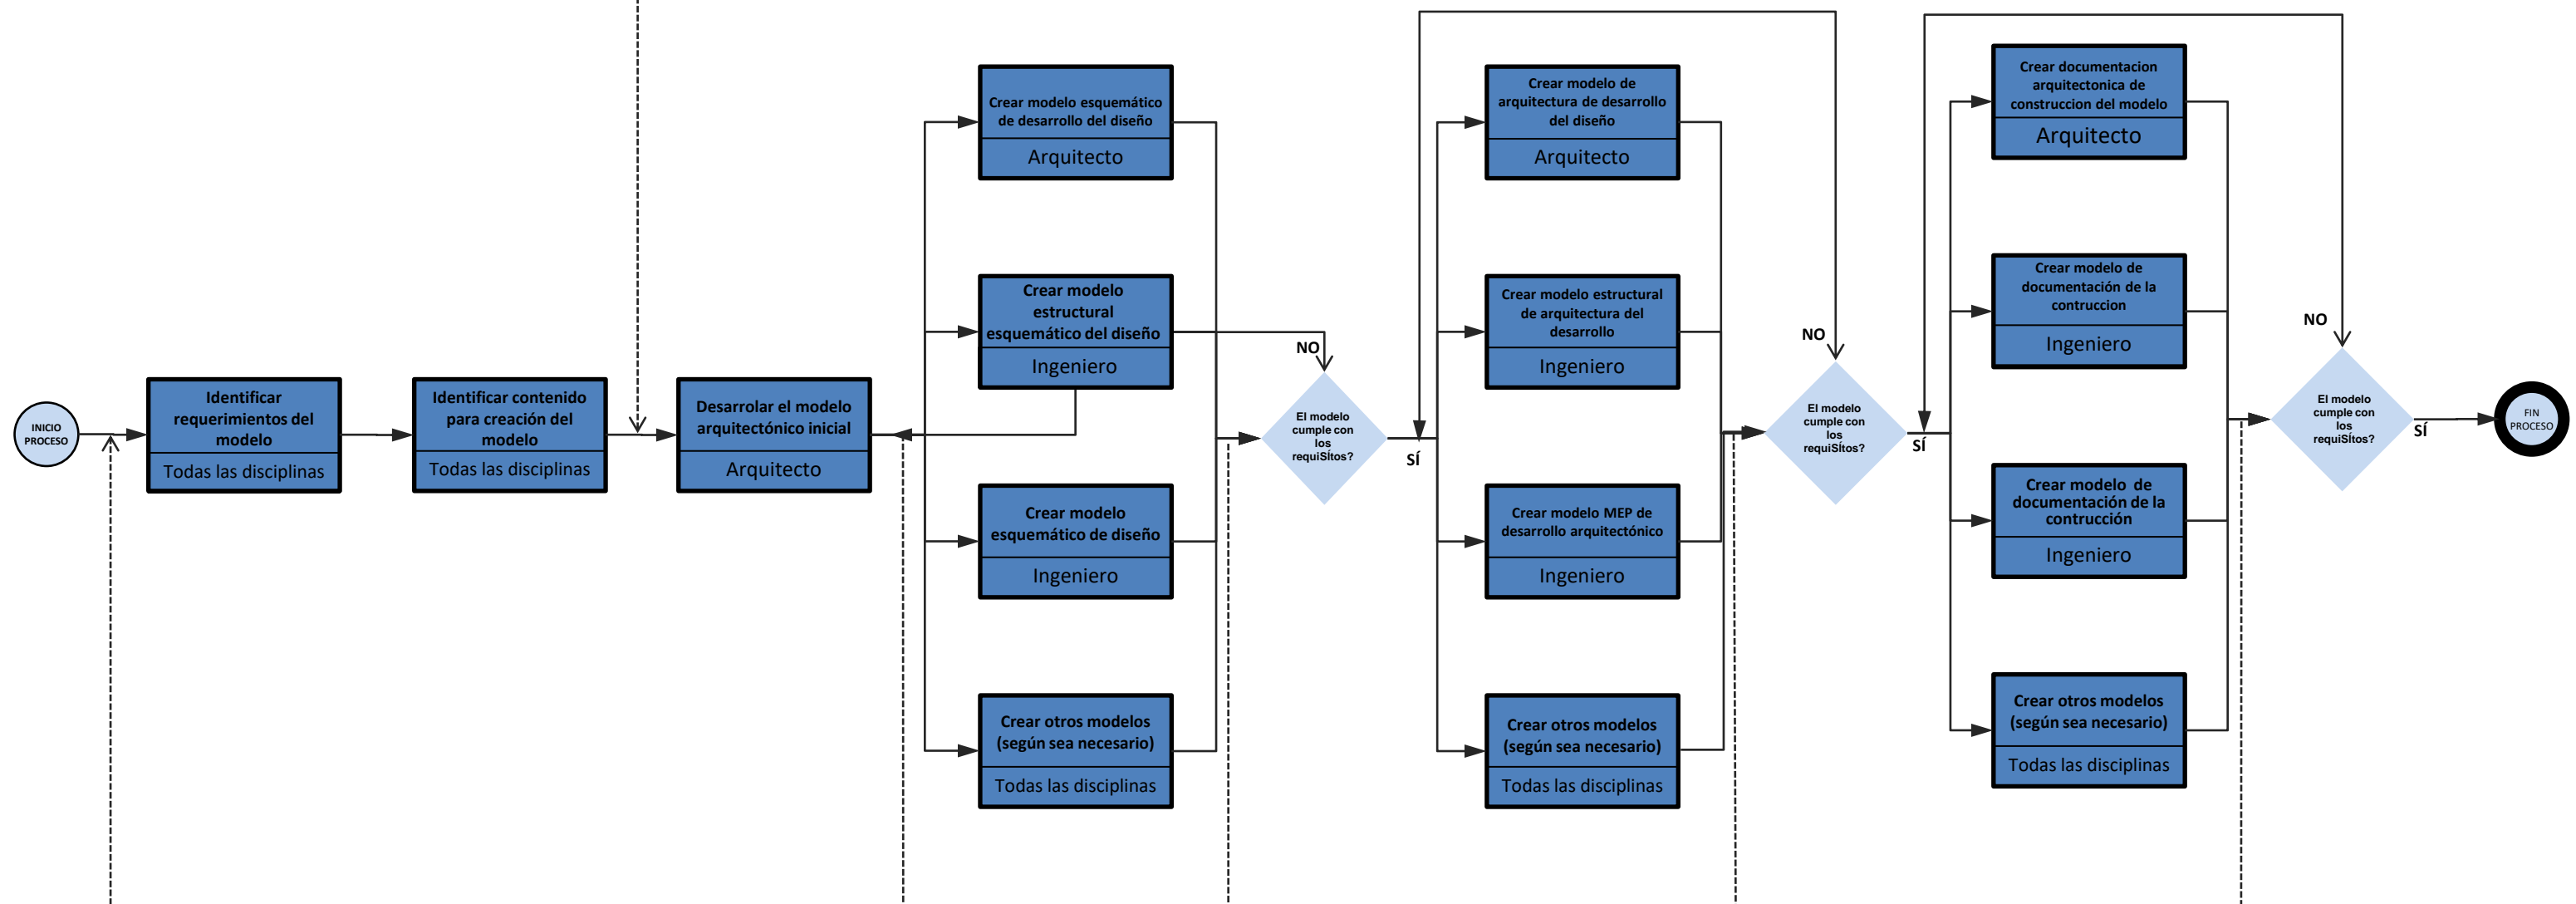 INICIO
PROCESO
Identificar
requerimientos del
modelo
Todas las disciplinas
Identificar contenido
para creación del
modelo
Todas las disciplinas
Desarrolar el modelo
arquitectónico inicial
Arquitecto
Crear modelo esquemático
de desarrollo del diseño
Arquitecto
Crear modelo
estructural
esquemático del diseño
Ingeniero
Crear modelo
esquemático de diseño
Ingeniero
Crear otros modelos
(según sea necesario)
Todas las disciplinas
NO
El modelo
cumple con
los
requiSÍtos?
SÍ
Crear modelo de
arquitectura de desarrollo
del diseño
Arquitecto
Crear modelo estructural
de arquitectura del
desarrollo
Ingeniero
Crear modelo MEP de
desarrollo arquitectónico
Ingeniero
Crear otros modelos
(según sea necesario)
Todas las disciplinas
NO
El modelo
cumple con
los
requiSÍtos?
SÍ
Crear documentacion
arquitectonica de
construccion del modelo
Arquitecto
Crear modelo de
documentación de la
contruccion
Ingeniero
Crear modelo de
documentación de la
contrucción
Ingeniero
Crear otros modelos
(según sea necesario)
Todas las disciplinas
NO
El modelo
cumple con
los
requiSÍtos?
SÍ
FIN
PROCESO